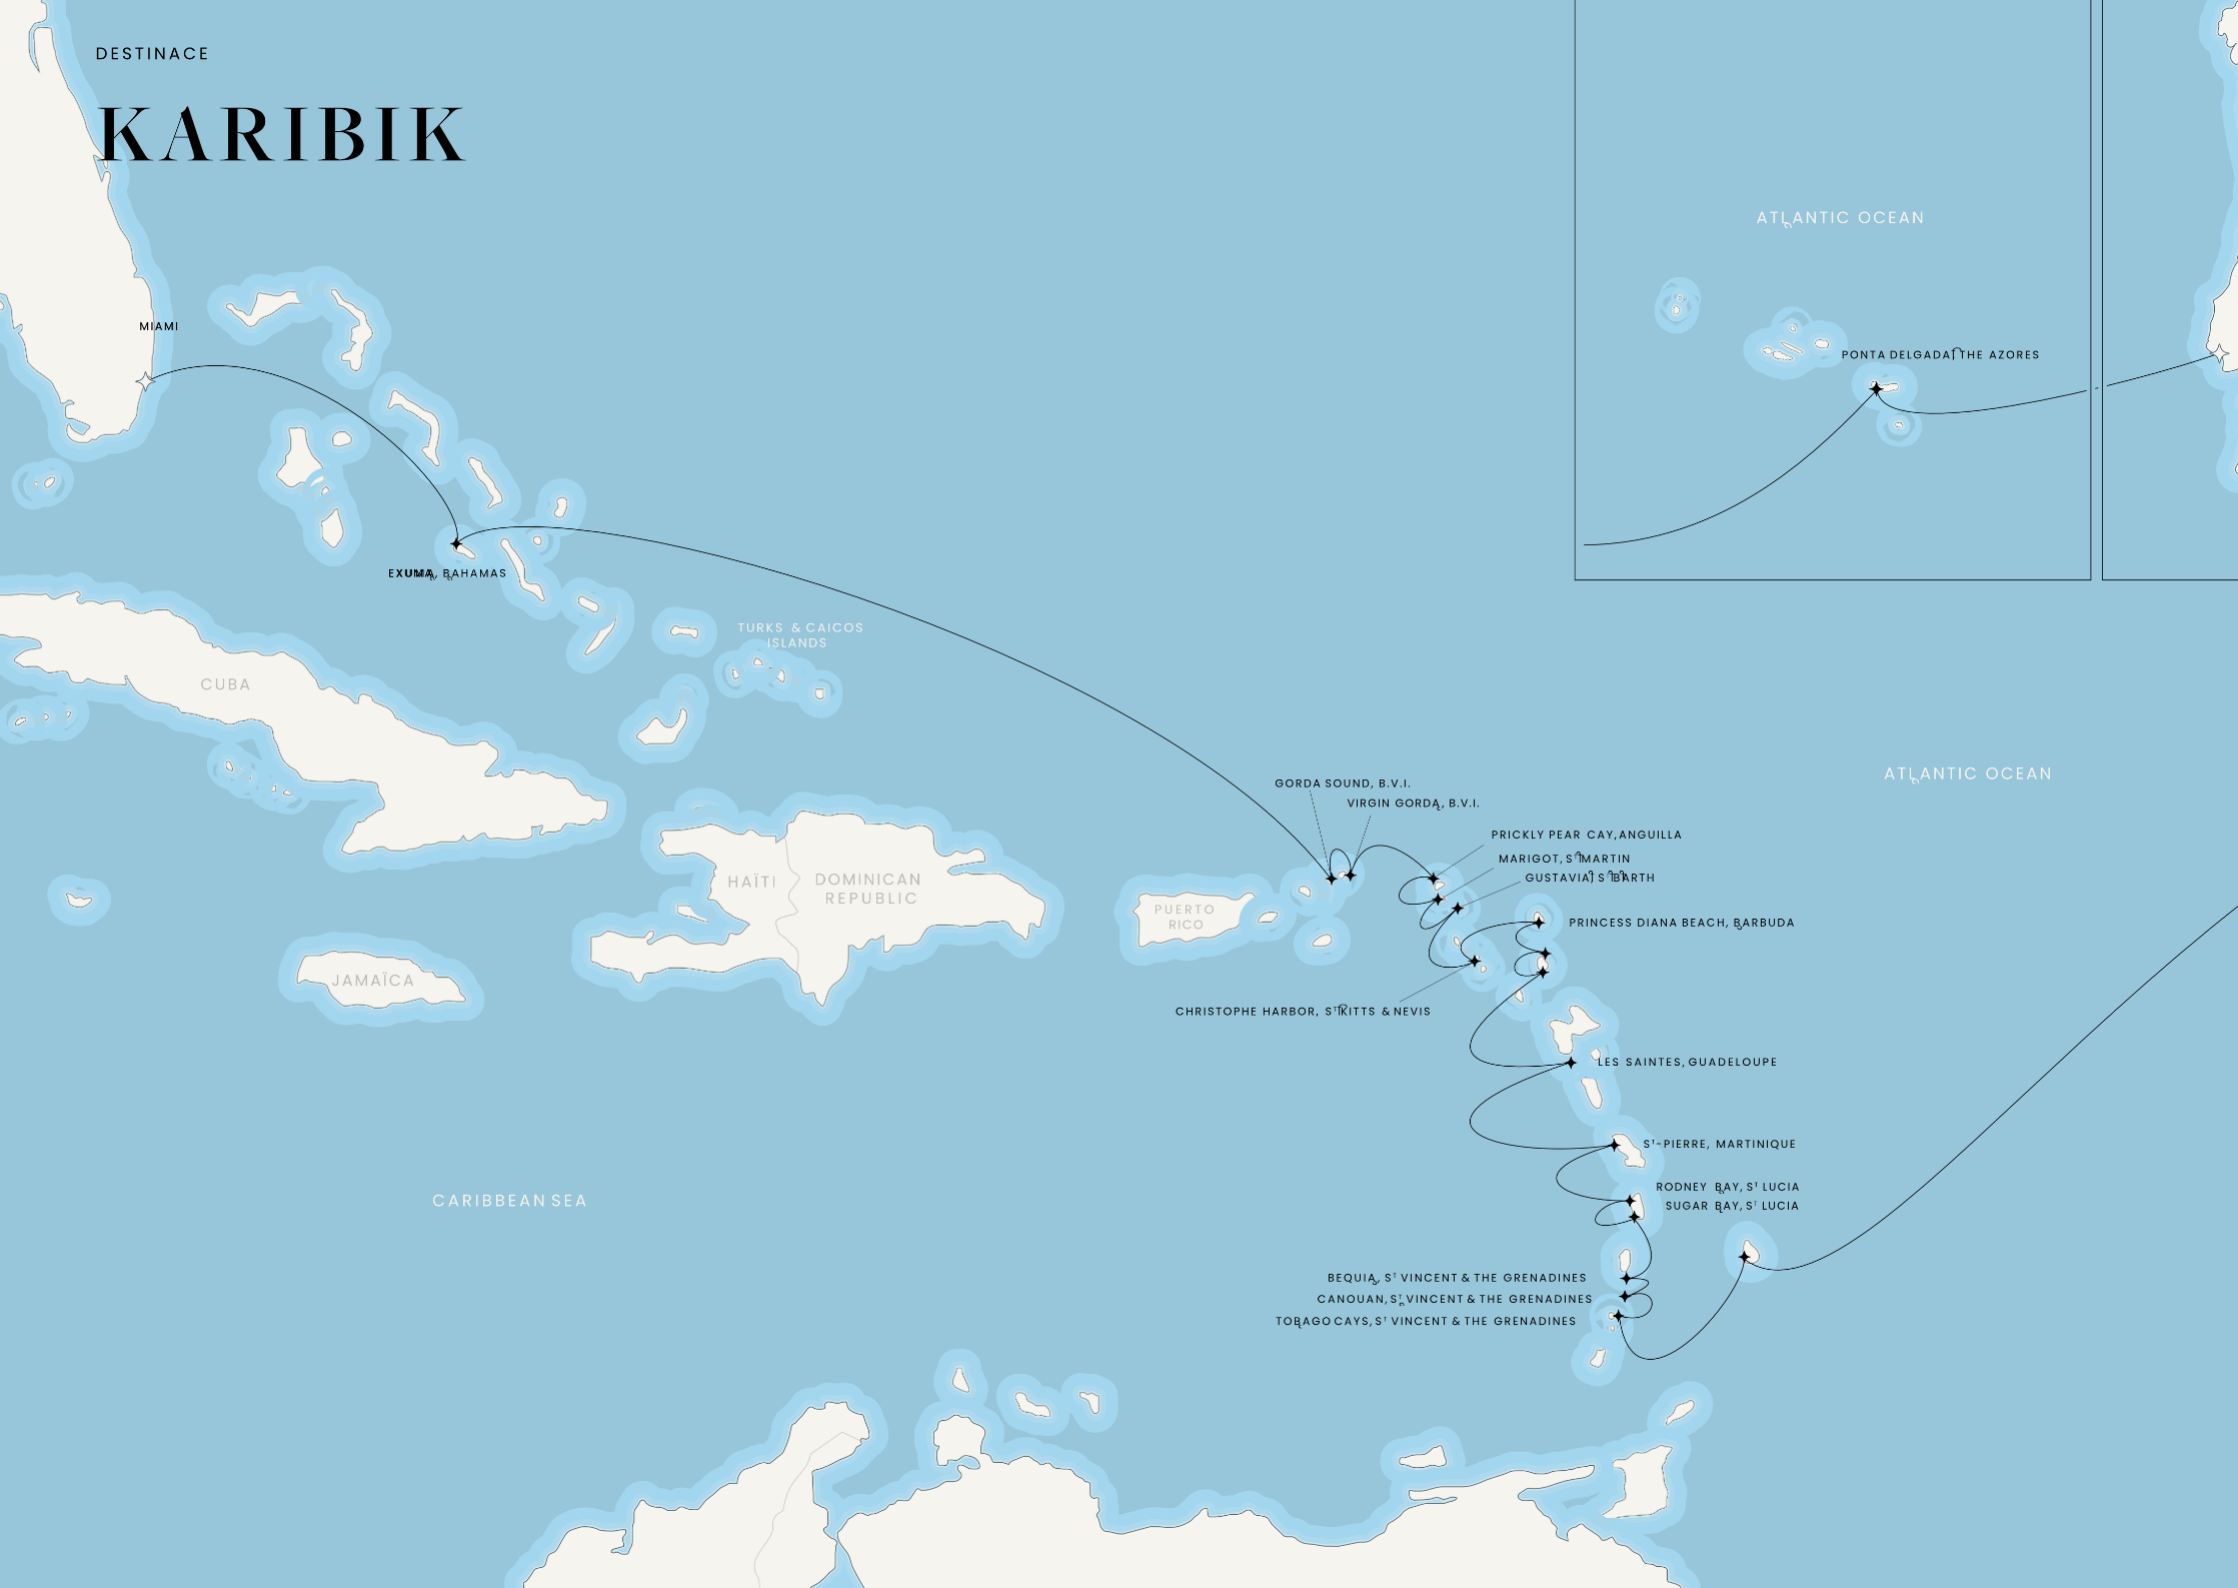 DESTINACE
KARIBIK
ATLANTIC OCEAN
MIAMI
PONTA DELGADA, THE AZORES
EXUMA, BAHAMAS
TURKS & CAICOS
ISLANDS
CUBA
ATLANTIC OCEAN
GORDA SOUND, B.V.I.
VIRGIN GORDA, B.V.I.
PRICKLY PEAR CAY, ANGUILLA
MARIGOT, Sᵗ MARTIN
GUSTAVIA, Sᵗ BARTH
HAÏTI
DOMINICAN
REPUBLIC
PUERTO
RICO
PRINCESS DIANA BEACH, BARBUDA
JAMAÏCA
CHRISTOPHE HARBOR, Sᵗ KITTS & NEVIS
LES SAINTES, GUADELOUPE
Sᵗ-PIERRE, MARTINIQUE
RODNEY BAY, Sᵗ LUCIA
SUGAR BAY, Sᵗ LUCIA
CARIBBEAN SEA
BEQUIA, Sᵗ VINCENT & THE GRENADINES
CANOUAN, Sᵗ VINCENT & THE GRENADINES
TOBAGO CAYS, Sᵗ VINCENT & THE GRENADINES